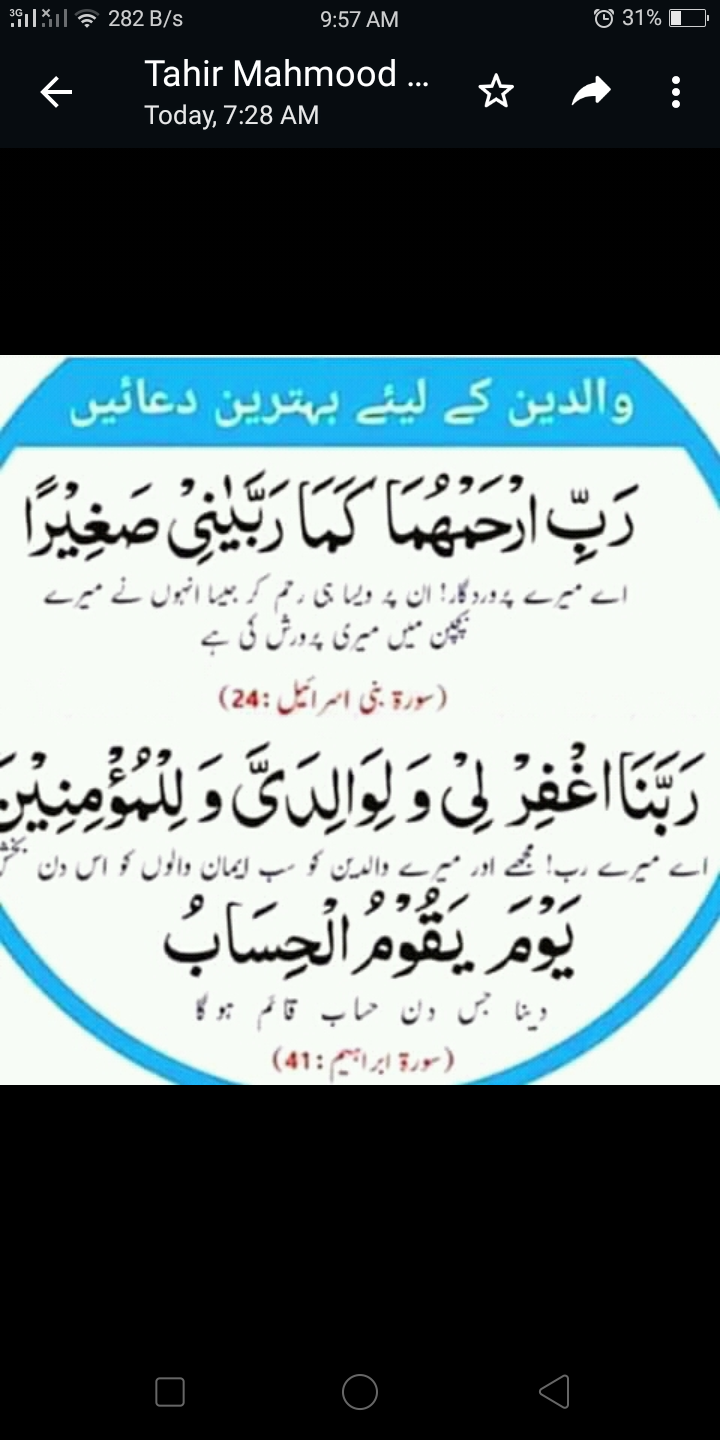 3G 282 B/s 9:57 AM 31%
Tahir Mahmood ...
Today, 7:28 AM
والدین کے لیئے بہترین دعائیں
رَبِّ ارْحَمْهُمَا كَمَا رَبَّيٰنِيْ صَغِيْرًا
اے میرے پروردگار! ان پر ویسا ہی رحم کر جیسا انہوں نے میرے
بچپن میں میری پرورش کی ہے
(سورۃ بنی اسرائیل :24)
رَبَّنَا اغْفِرْ لِيْ وَ لِوَالِدَيَّ وَ لِلْمُؤْمِنِيْنَ
اے میرے رب! مجھے اور میرے والدین کو سب ایمان والوں کو اس دن بخش
يَوْمَ يَقُوْمُ الْحِسَابُ
دینا جس دن حساب قائم ہو گا
(سورۃ ابراہیم :41)